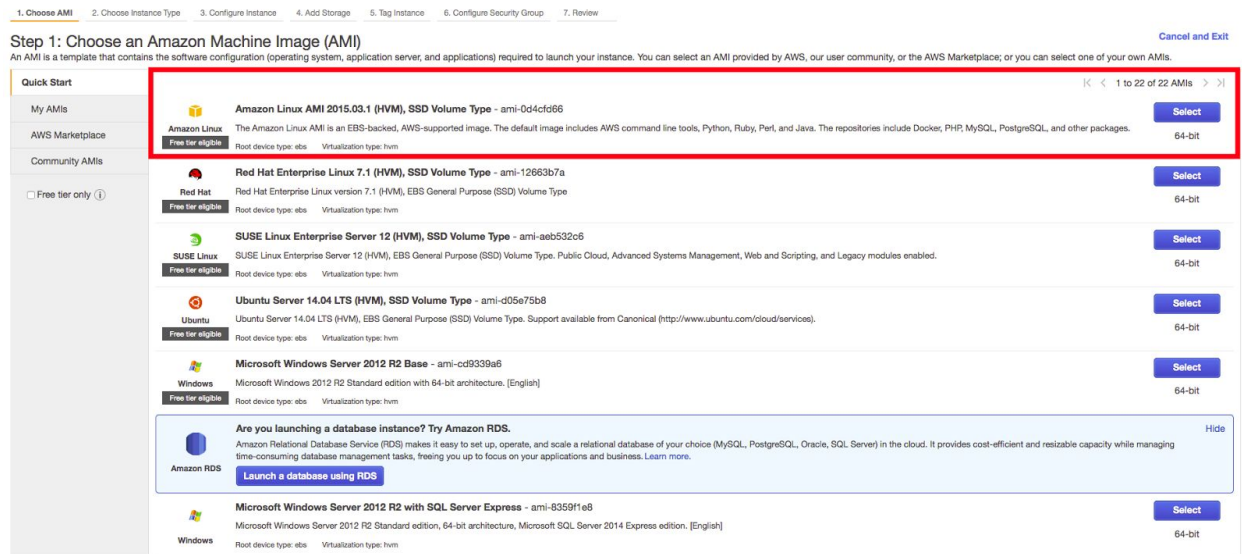 1. Choose AMI 2. Choose Instance Type 3. Configure Instance 4. Add Storage 5. Tag Instance 6. Configure Security Group 7. Review
Step 1: Choose an Amazon Machine Image (AMI)
Cancel and Exit
An AMI is a template that contains the software configuration (operating system, application server, and applications) required to launch your instance. You can select an AMI provided by AWS, our user community, or the AWS Marketplace; or you can select one of your own AMIs.
Quick Start
My AMIs
AWS Marketplace
Community AMIs
Free tier only
1 to 22 of 22 AMIs
Amazon Linux
Free tier eligible
Amazon Linux AMI 2015.03.1 (HVM), SSD Volume Type - ami-0d4cfd66
The Amazon Linux AMI is an EBS-backed, AWS-supported image. The default image includes AWS command line tools, Python, Ruby, Perl, and Java. The repositories include Docker, PHP, MySQL, PostgreSQL, and other packages.
Root device type: ebs Virtualization type: hvm
Select
64-bit
Red Hat
Free tier eligible
Red Hat Enterprise Linux 7.1 (HVM), SSD Volume Type - ami-12663b7a
Red Hat Enterprise Linux version 7.1 (HVM), EBS General Purpose (SSD) Volume Type
Root device type: ebs Virtualization type: hvm
Select
64-bit
SUSE Linux
Free tier eligible
SUSE Linux Enterprise Server 12 (HVM), SSD Volume Type - ami-aeb532c6
SUSE Linux Enterprise Server 12 (HVM), EBS General Purpose (SSD) Volume Type. Public Cloud, Advanced Systems Management, Web and Scripting, and Legacy modules enabled.
Root device type: ebs Virtualization type: hvm
Select
64-bit
Ubuntu
Free tier eligible
Ubuntu Server 14.04 LTS (HVM), SSD Volume Type - ami-d05e75b8
Ubuntu Server 14.04 LTS (HVM), EBS General Purpose (SSD) Volume Type. Support available from Canonical (http://www.ubuntu.com/cloud/services).
Root device type: ebs Virtualization type: hvm
Select
64-bit
Windows
Free tier eligible
Microsoft Windows Server 2012 R2 Base - ami-cd9339a6
Microsoft Windows 2012 R2 Standard edition with 64-bit architecture. [English]
Root device type: ebs Virtualization type: hvm
Select
64-bit
Amazon RDS
Are you launching a database instance? Try Amazon RDS.
Hide
Amazon Relational Database Service (RDS) makes it easy to set up, operate, and scale a relational database of your choice (MySQL, PostgreSQL, Oracle, SQL Server) in the cloud. It provides cost-efficient and resizable capacity while managing
time-consuming database management tasks, freeing you up to focus on your applications and business. Learn more.
Launch a database using RDS
Windows
Microsoft Windows Server 2012 R2 with SQL Server Express - ami-8359f1e8
Microsoft Windows Server 2012 R2 Standard edition, 64-bit architecture, Microsoft SQL Server 2014 Express edition. [English]
Root device type: ebs Virtualization type: hvm
Select
64-bit